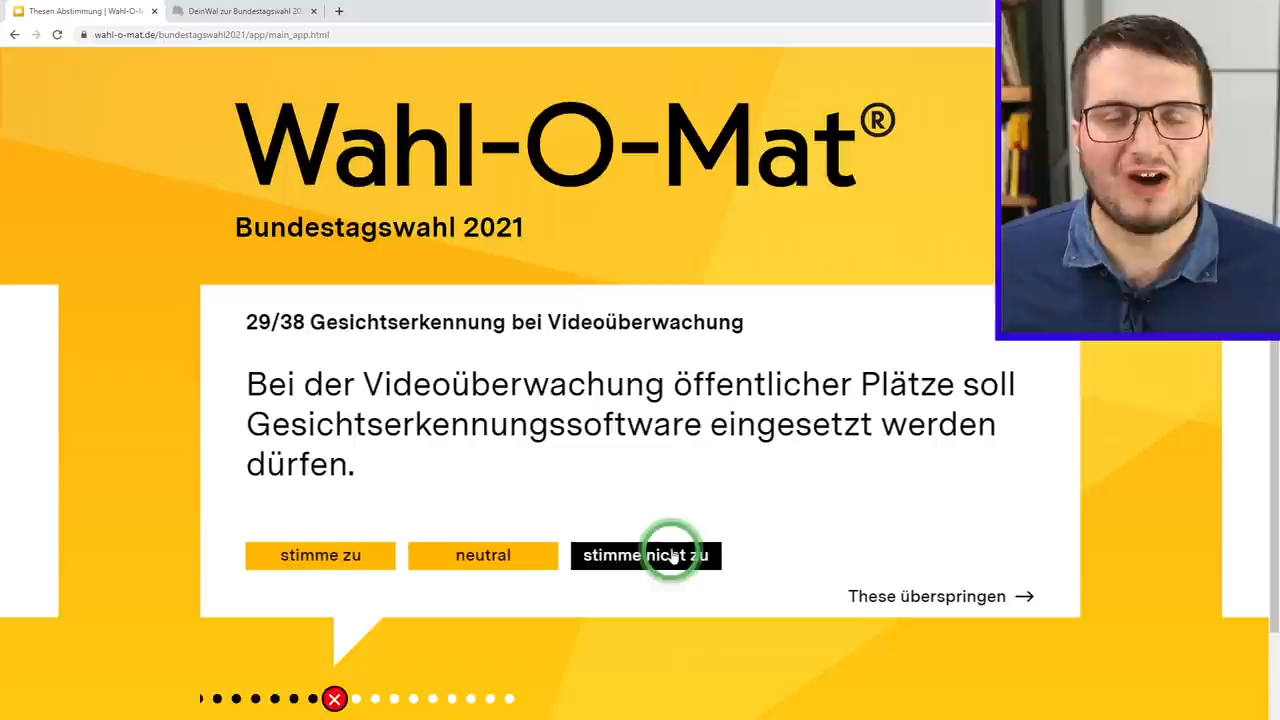 Thesen Abstimmung | Wahl-O-M
DeinWal zur Bundestagswahl 20
wahl-o-mat.de/bundestagswahl2021/app/main_app.html
Wahl-O-Mat®
Bundestagswahl 2021
29/38 Gesichtserkennung bei Videoüberwachung
Bei der Videoüberwachung öffentlicher Plätze soll
Gesichtserkennungssoftware eingesetzt werden
dürfen.
stimme zu
neutral
stimme nicht zu
These überspringen →